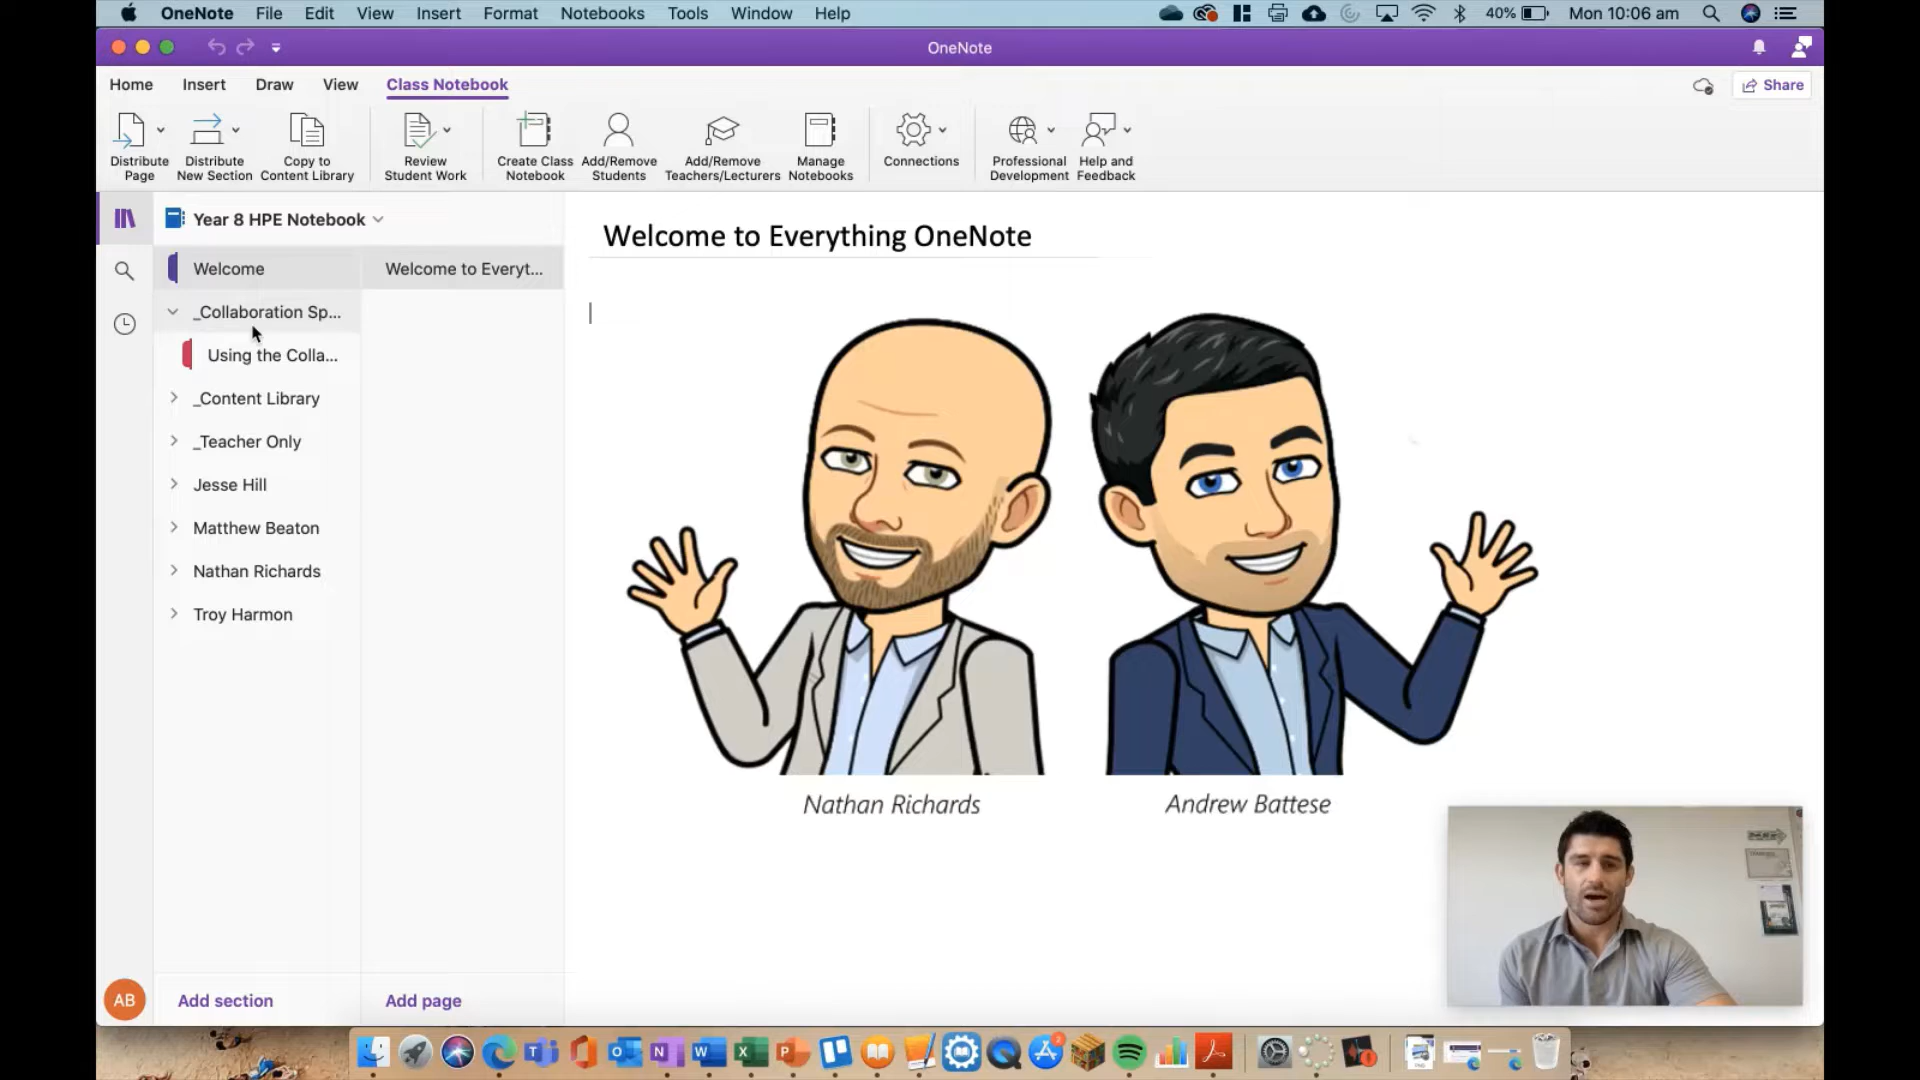 OneNote File Edit View Insert Format Notebooks Tools Window Help
40% Mon 10:06 am
OneNote
Home Insert Draw View Class Notebook
Share
Distribute Page
Distribute New Section
Copy to Content Library
Review Student Work
Create Class Notebook
Add/Remove Students
Add/Remove Teachers/Lecturers
Manage Notebooks
Connections
Professional Development
Help and Feedback
Year 8 HPE Notebook
Welcome
_Collaboration Sp...
Using the Colla...
_Content Library
_Teacher Only
Jesse Hill
Matthew Beaton
Nathan Richards
Troy Harmon
Welcome to Everyt...
Welcome to Everything OneNote
Nathan Richards
Andrew Battese
AB
Add section
Add page